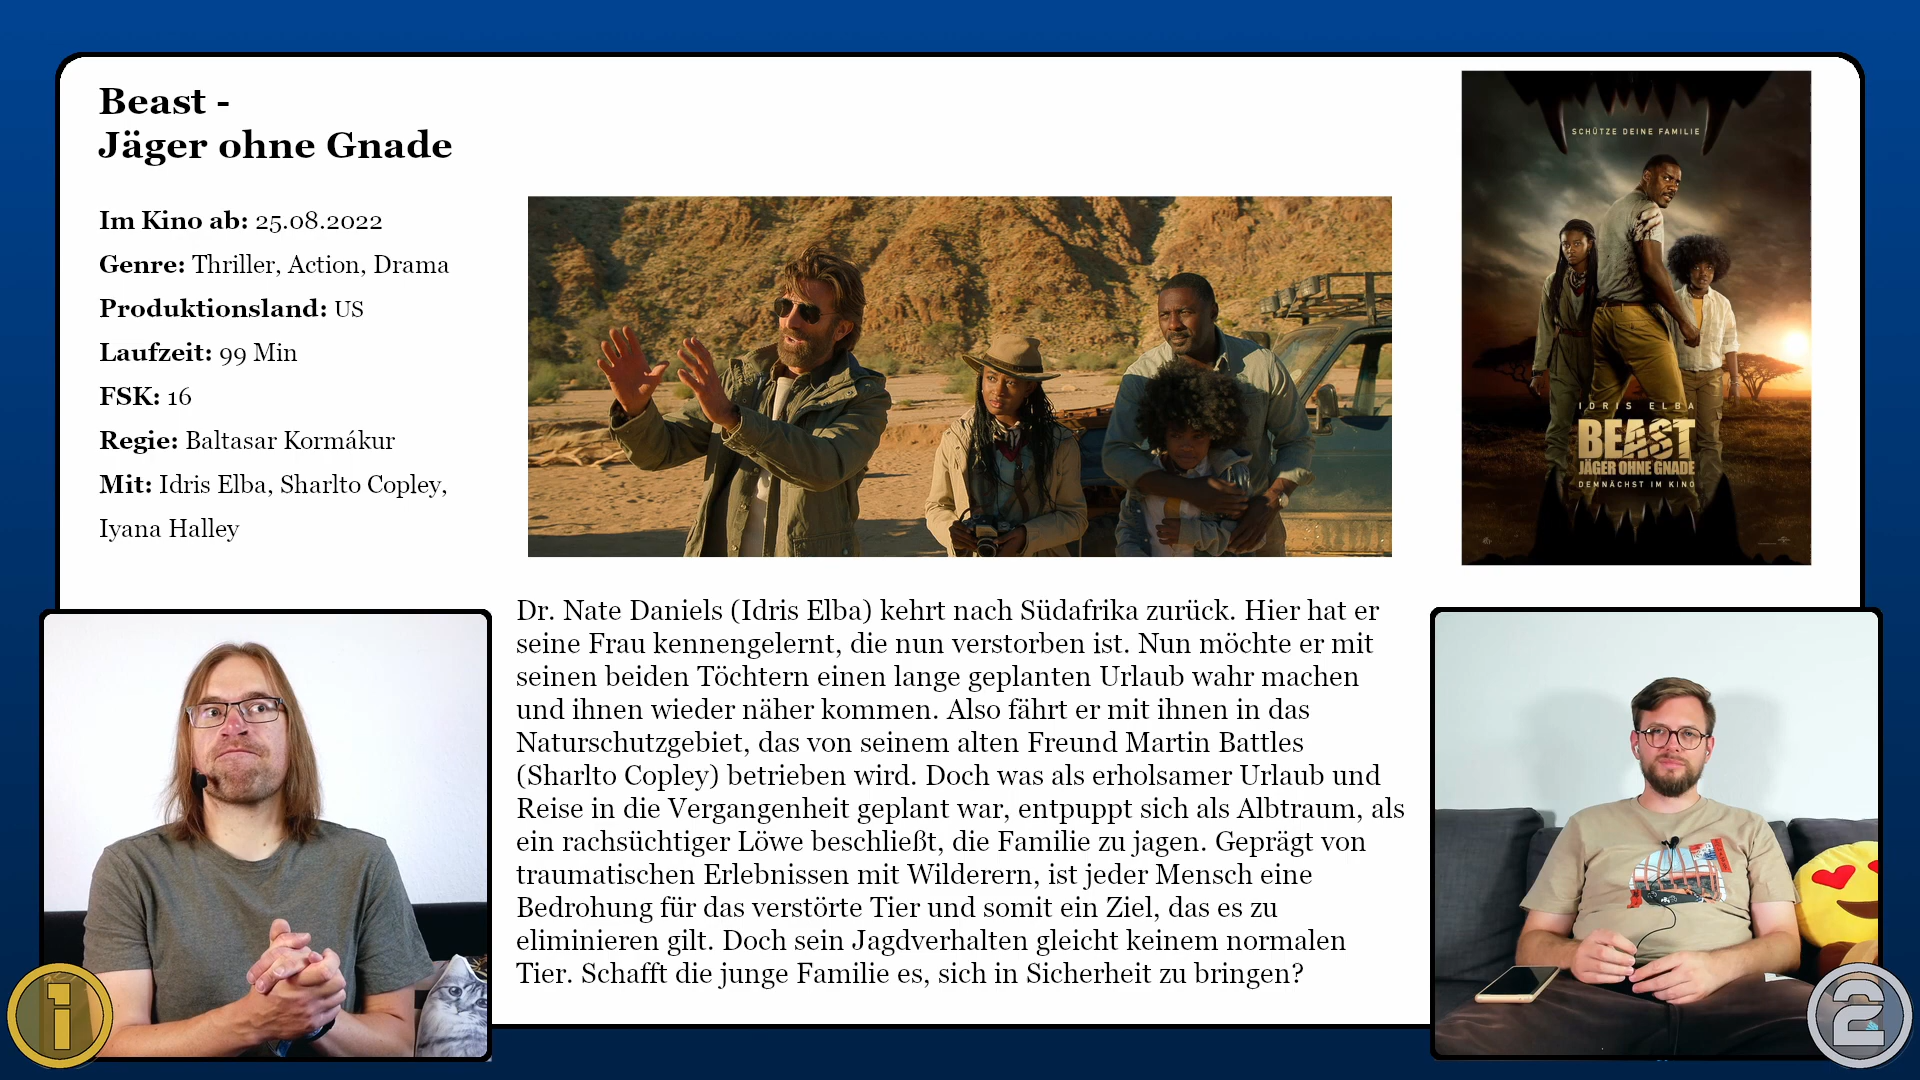 Beast -
Jäger ohne Gnade
Im Kino ab: 25.08.2022
Genre: Thriller, Action, Drama
Produktionsland: US
Laufzeit: 99 Min
FSK: 16
Regie: Baltasar Kormákur
Mit: Idris Elba, Sharlto Copley,
Iyana Halley
SCHÜTZE DEINE FAMILIE
IDRIS ELBA
BEAST
JÄGER OHNE GNADE
DEMNÄCHST IM KINO
Dr. Nate Daniels (Idris Elba) kehrt nach Südafrika zurück. Hier hat er
seine Frau kennengelernt, die nun verstorben ist. Nun möchte er mit
seinen beiden Töchtern einen lange geplanten Urlaub wahr machen
und ihnen wieder näher kommen. Also fährt er mit ihnen in das
Naturschutzgebiet, das von seinem alten Freund Martin Battles
(Sharlto Copley) betrieben wird. Doch was als erholsamer Urlaub und
Reise in die Vergangenheit geplant war, entpuppt sich als Albtraum, als
ein rachsüchtiger Löwe beschließt, die Familie zu jagen. Geprägt von
traumatischen Erlebnissen mit Wilderern, ist jeder Mensch eine
Bedrohung für das verstörte Tier und somit ein Ziel, das es zu
eliminieren gilt. Doch sein Jagdverhalten gleicht keinem normalen
Tier. Schafft die junge Familie es, sich in Sicherheit zu bringen?
1
2